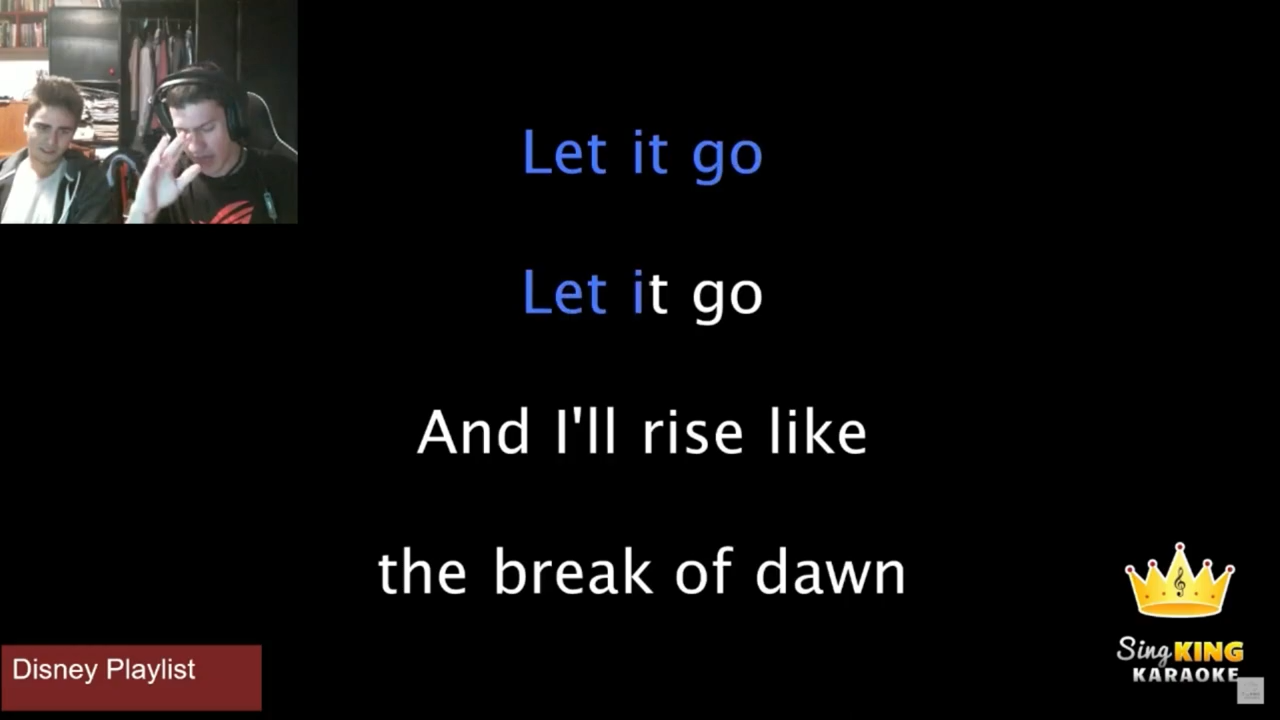 Let it go
Let it go
And I'll rise like
the break of dawn
Disney Playlist
Sing KING
KARAOKE